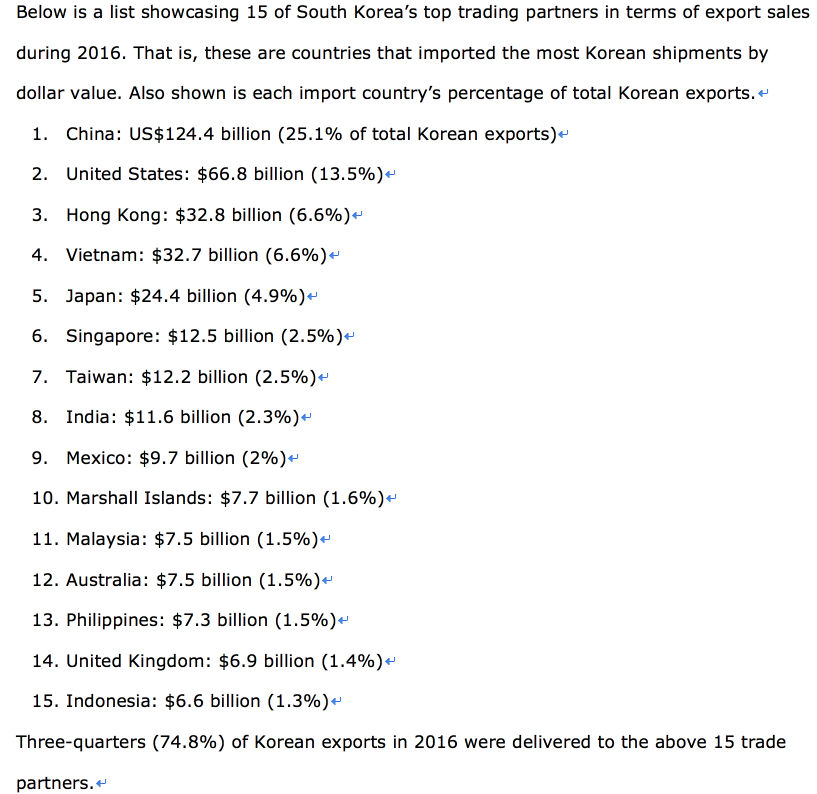 Below is a list showcasing 15 of South Korea’s top trading partners in terms of export sales
during 2016. That is, these are countries that imported the most Korean shipments by
dollar value. Also shown is each import country’s percentage of total Korean exports.
1. China: US$124.4 billion (25.1% of total Korean exports)
2. United States: $66.8 billion (13.5%)
3. Hong Kong: $32.8 billion (6.6%)
4. Vietnam: $32.7 billion (6.6%)
5. Japan: $24.4 billion (4.9%)
6. Singapore: $12.5 billion (2.5%)
7. Taiwan: $12.2 billion (2.5%)
8. India: $11.6 billion (2.3%)
9. Mexico: $9.7 billion (2%)
10. Marshall Islands: $7.7 billion (1.6%)
11. Malaysia: $7.5 billion (1.5%)
12. Australia: $7.5 billion (1.5%)
13. Philippines: $7.3 billion (1.5%)
14. United Kingdom: $6.9 billion (1.4%)
15. Indonesia: $6.6 billion (1.3%)
Three-quarters (74.8%) of Korean exports in 2016 were delivered to the above 15 trade
partners.